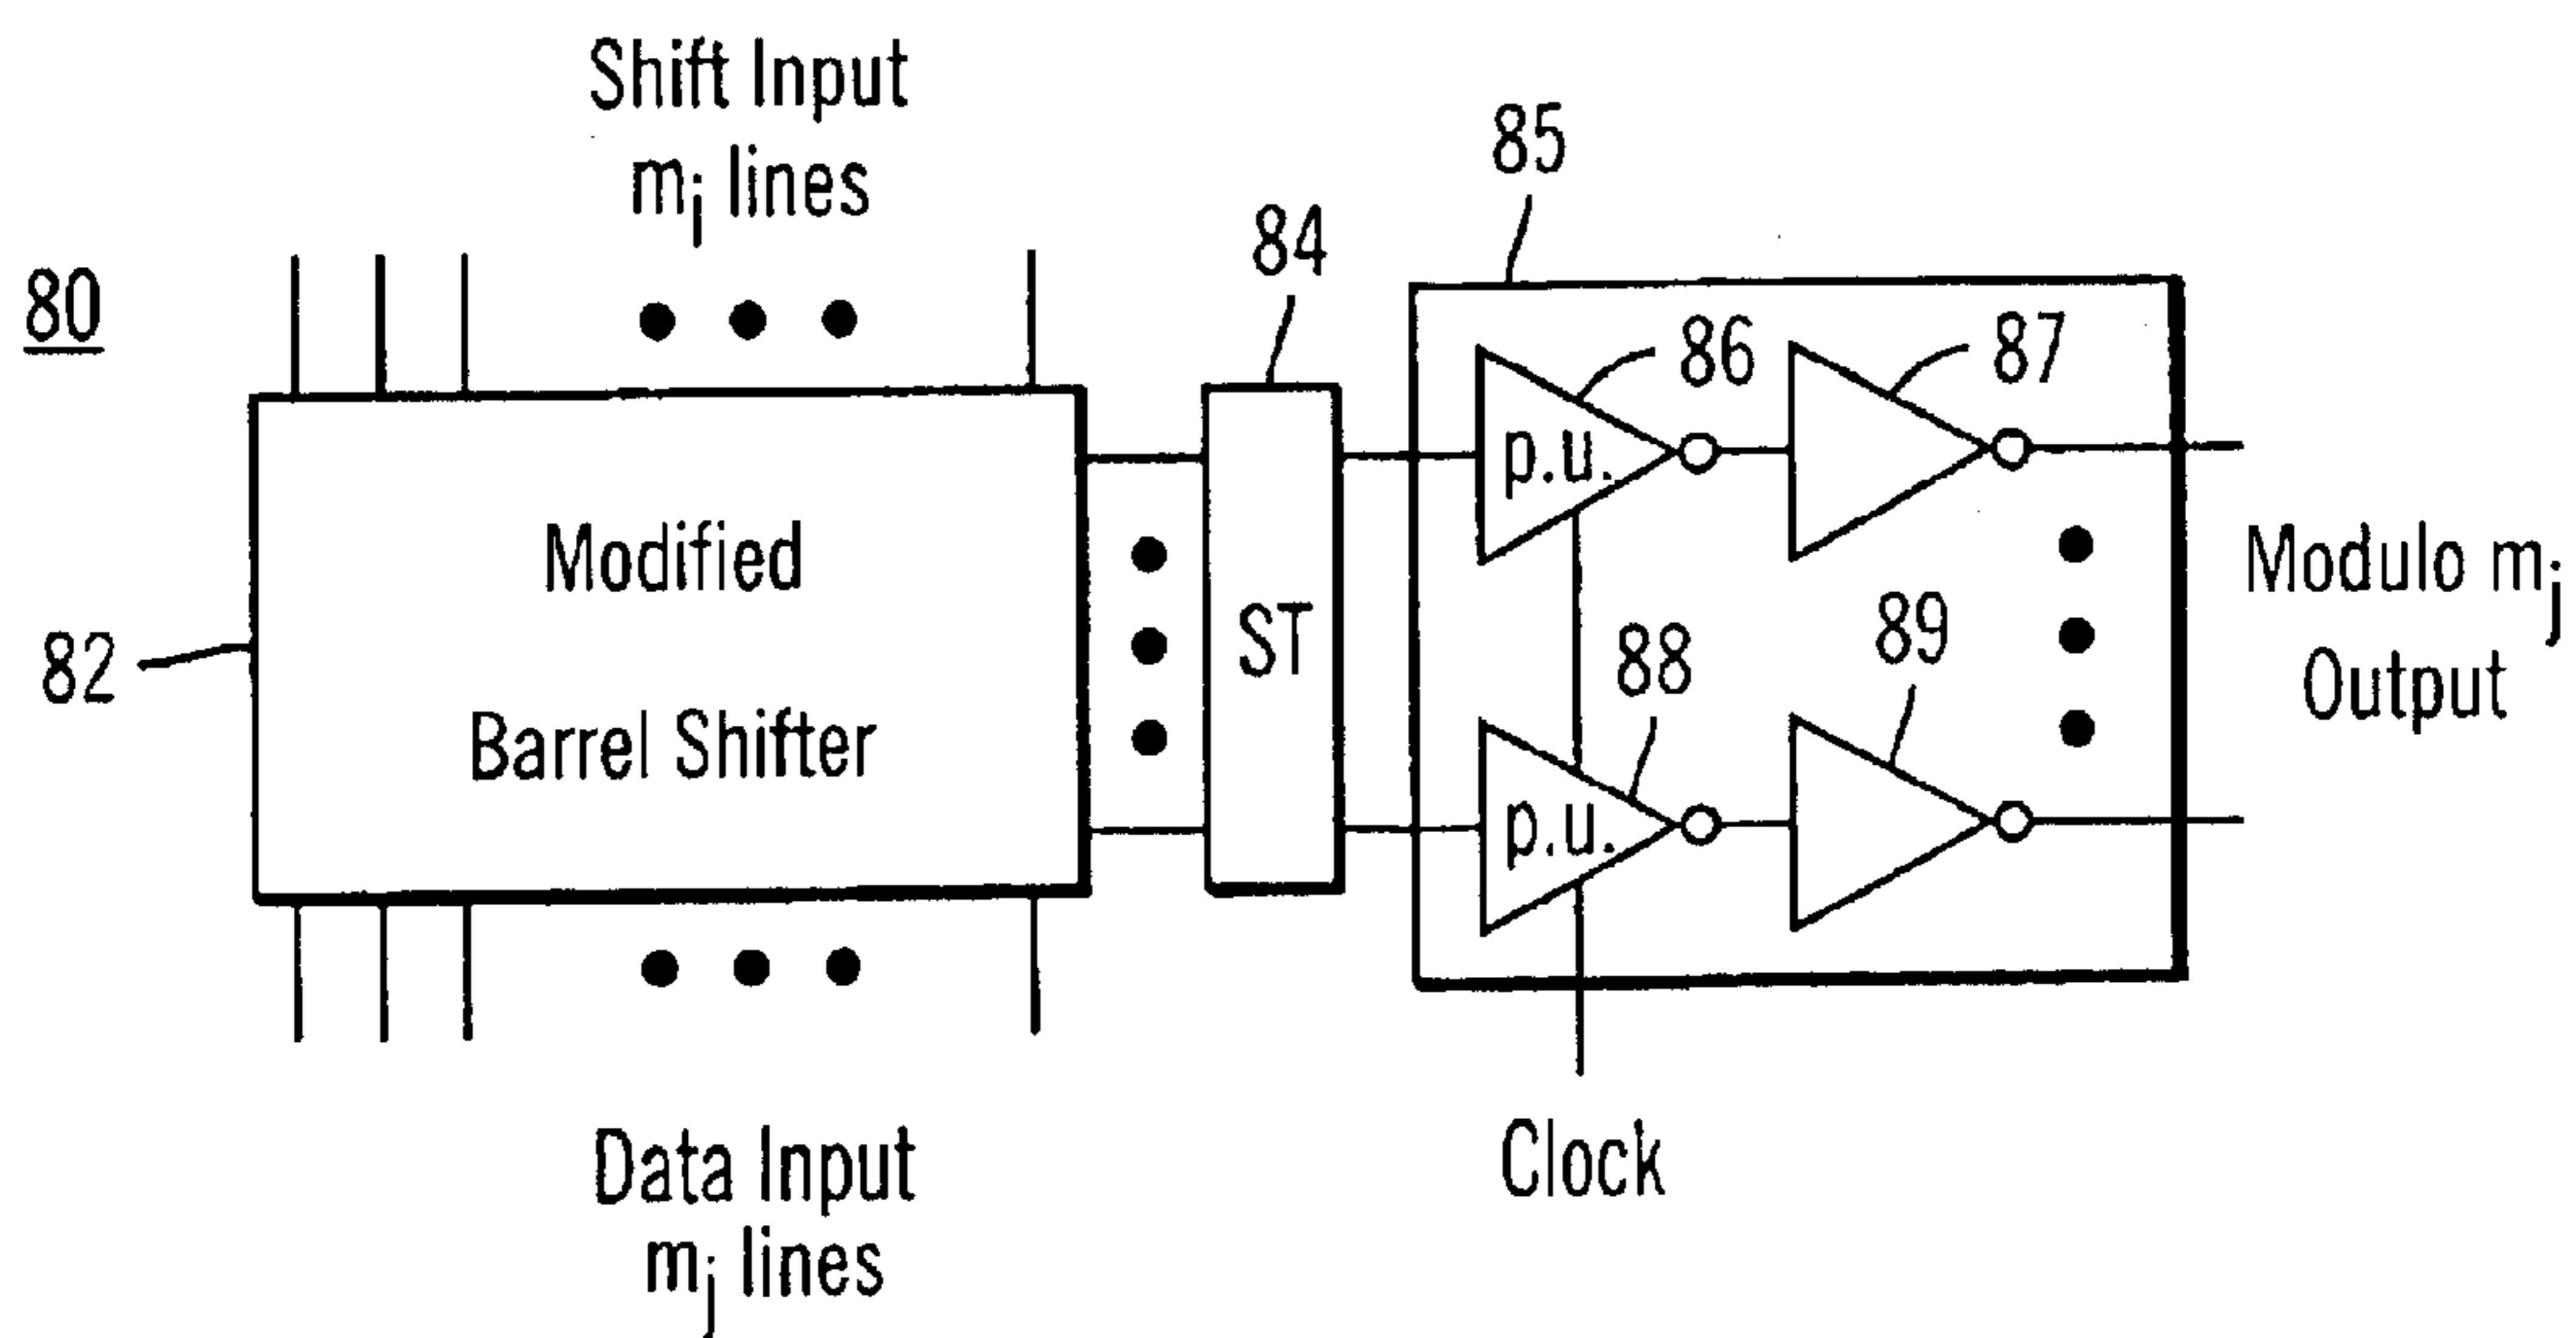 Shift Input
mj lines
80
82
Modified
Barrel Shifter
84
ST
85
86
p.u.
87
88
p.u.
89
Modulo mj
Output
Clock
Data Input
mj lines